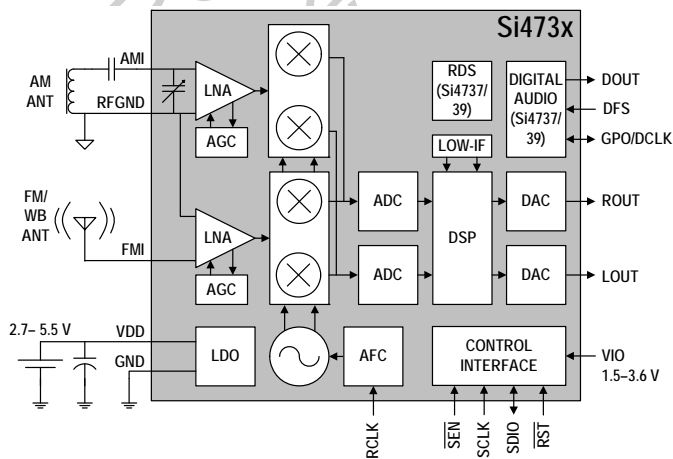 Si473x
AMI
AM
ANT
RFGND
LNA
AGC
RDS
(Si4737/
39)
DIGITAL
AUDIO
(Si4737/
39)
DOUT
DFS
GPO/DCLK
LOW-IF
FM/
WB
ANT
FMI
LNA
AGC
ADC
ADC
DSP
DAC
DAC
ROUT
LOUT
2.7– 5.5 V
VDD
GND
LDO
AFC
CONTROL
INTERFACE
VIO
1.5–3.6 V
RCLK
SEN
SCLK
SDIO
RST